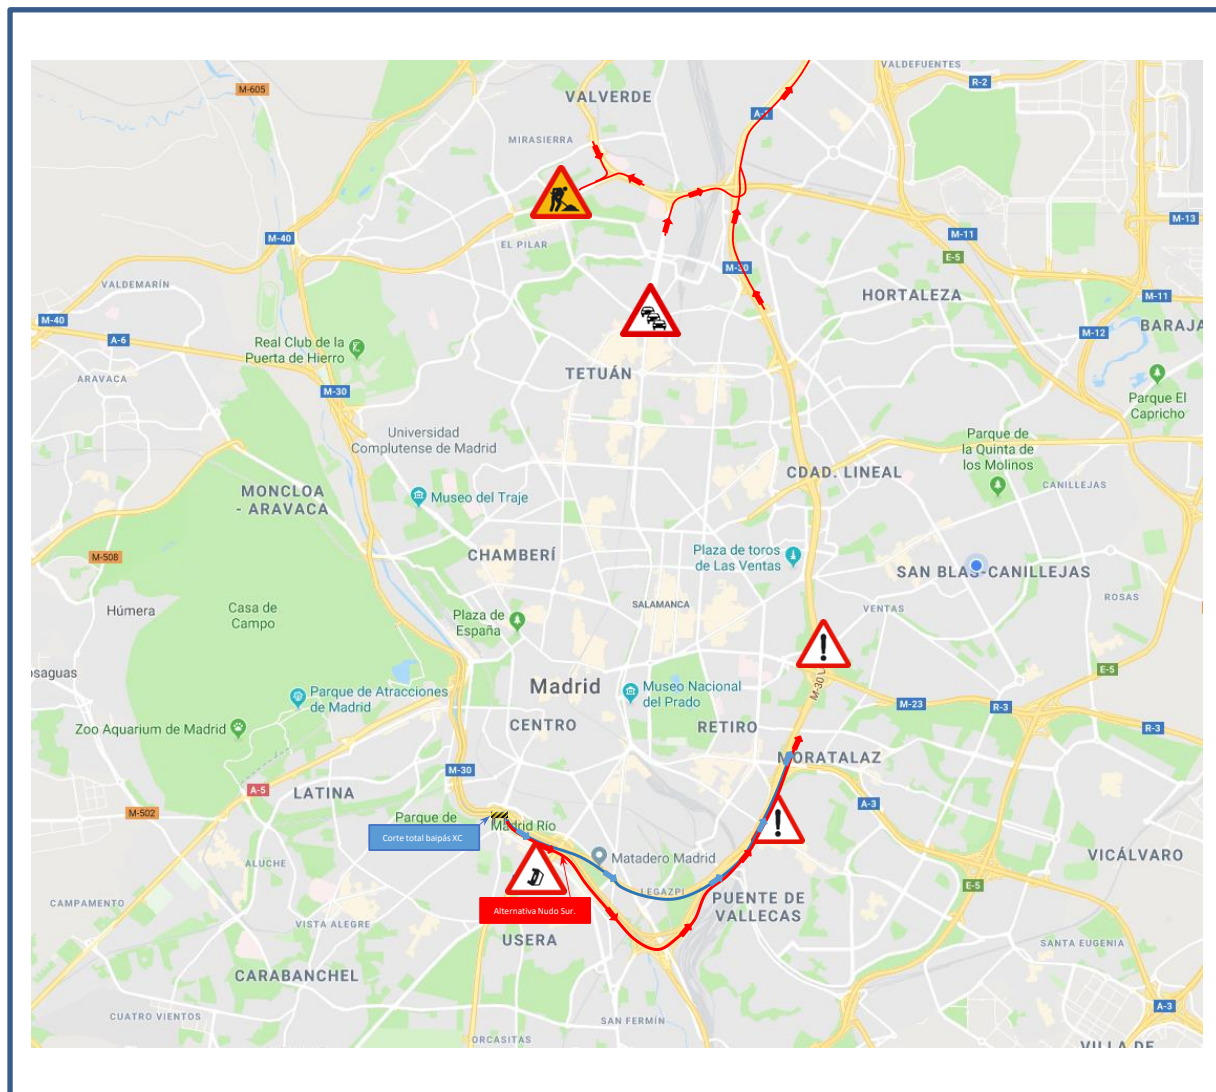 VALDEFUENTES
M-605
R-2
VALVERDE
A-1
MIRASIERRA
M-13
M-40
M-11
EL PILAR
E-5
M-30
VALDEMARÍN
HORTALEZA
M-11
M-40
M-12
BARAJA
A-6
Real Club de la
Puerta de Hierro
TETUÁN
ARAVACA
M-30
Parque El
Capricho
Universidad
Complutense de Madrid
Parque de
la Quinta de
los Molinos
CDAD. LINEAL
CANILLEJAS
MONCLOA
- ARAVACA
Museo del Traje
M-508
CHAMBERÍ
Plaza de toros
de Las Ventas
SAN BLAS-CANILLEJAS
Húmera
Casa de
Campo
SALAMANCA
VENTAS
ROSAS
Plaza de
España
osaguas
E-5
Parque de Atracciones
de Madrid
Madrid
Museo Nacional
del Prado
M-30
M-23
R-3
Zoo Aquarium de Madrid
CENTRO
RETIRO
R-3
MORATALAZ
M-30
A-5
LATINA
A-3
M-502
Parque de
Madrid Río
Corte total baipás XC
Matadero Madrid
VICÁLVARO
ALUCHE
LEGAZPI
E-5
PUENTE DE
VALLECAS
CAMPAMENTO
Alternativa Nudo Sur.
VISTA ALEGRE
USERA
SANTA EUGENIA
CARABANCHEL
A-3
CUATRO VIENTOS
SAN FERMÍN
ORCASITAS
VILLA DE